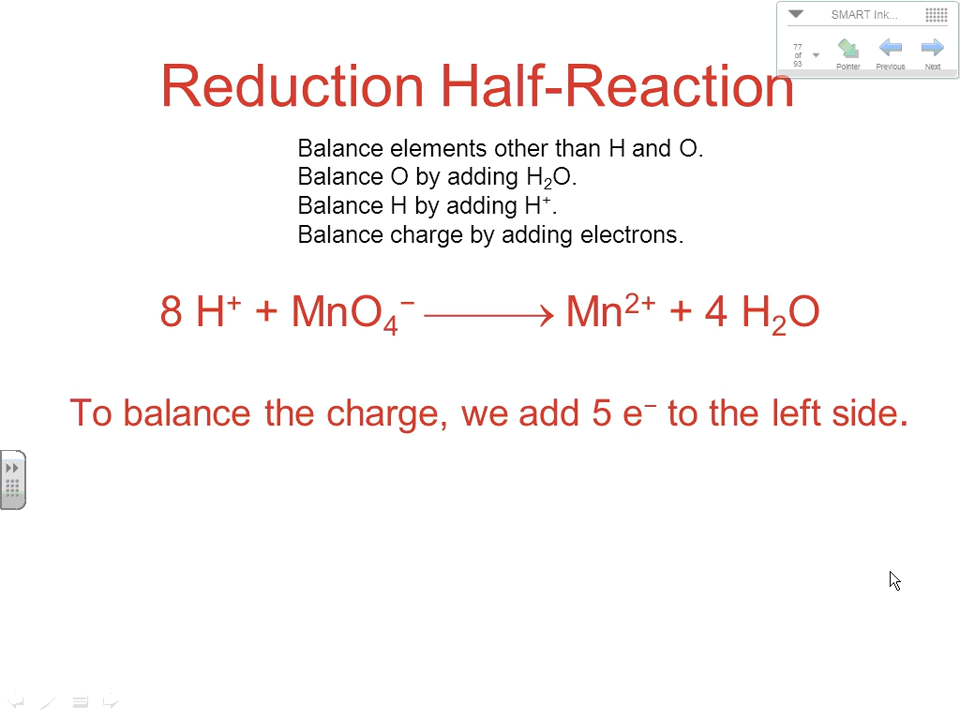 SMART Ink...
77
of
93
Pointer
Previous
Next
Reduction Half-Reaction
Balance elements other than H and O.
Balance O by adding H₂O.
Balance H by adding H⁺.
Balance charge by adding electrons.
8 H⁺ + MnO₄⁻ ⟶ Mn²⁺ + 4 H₂O
To balance the charge, we add 5 e⁻ to the left side.